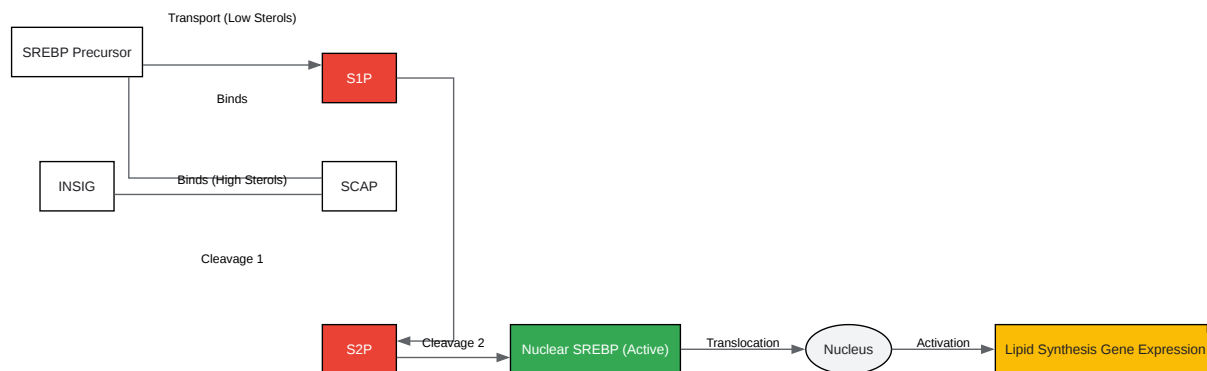 Transport (Low Sterols)
SREBP Precursor
S1P
Binds
INSIG
Binds (High Sterols)
SCAP
Cleavage 1
S2P
Cleavage 2
Nuclear SREBP (Active)
Translocation
Nucleus
Activation
Lipid Synthesis Gene Expression